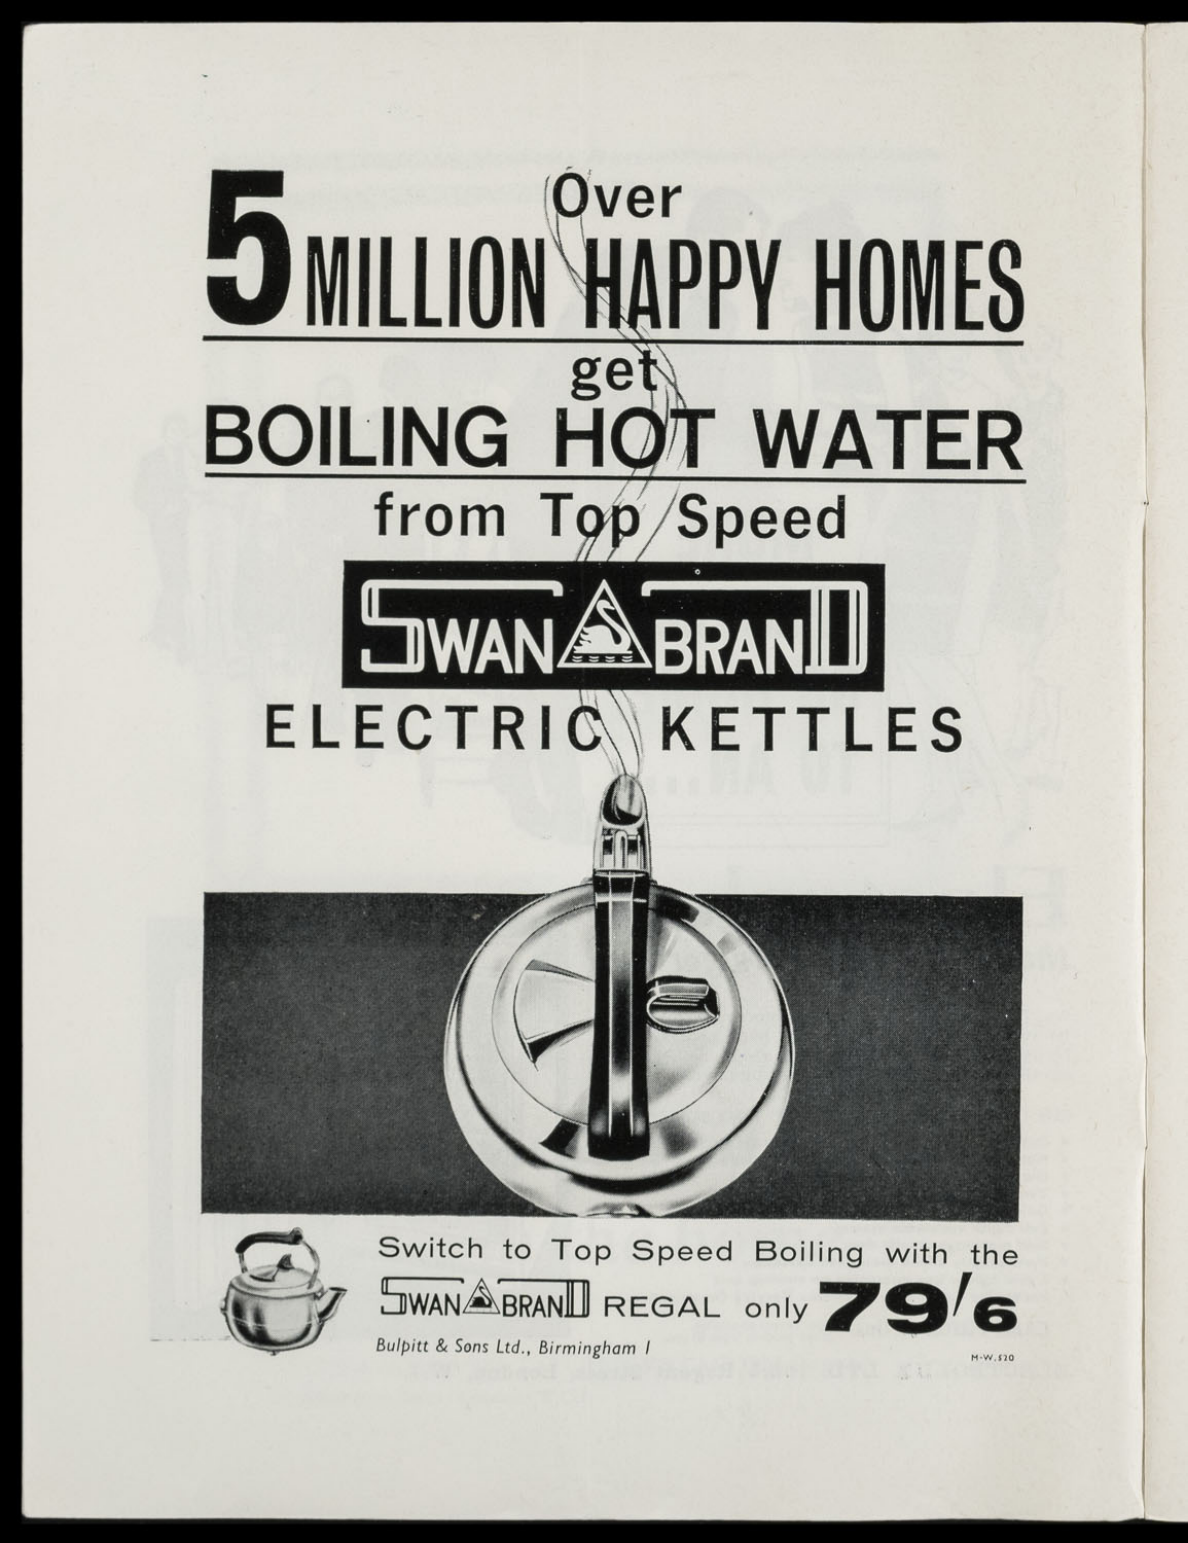 Over
5 MILLION HAPPY HOMES
get
BOILING HOT WATER
from Top Speed
SWAN BRAND
ELECTRIC KETTLES
Switch to Top Speed Boiling with the
SWAN BRAND REGAL only 79/6
Bulpitt & Sons Ltd., Birmingham 1
M-W.520